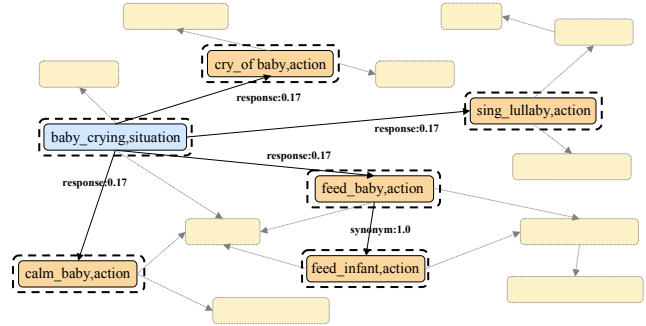 cry_of baby,action
response:0.17
sing_lullaby,action
baby_crying,situation
response:0.17
response:0.17
response:0.17
feed_baby,action
synonym:1.0
calm_baby,action
feed_infant,action